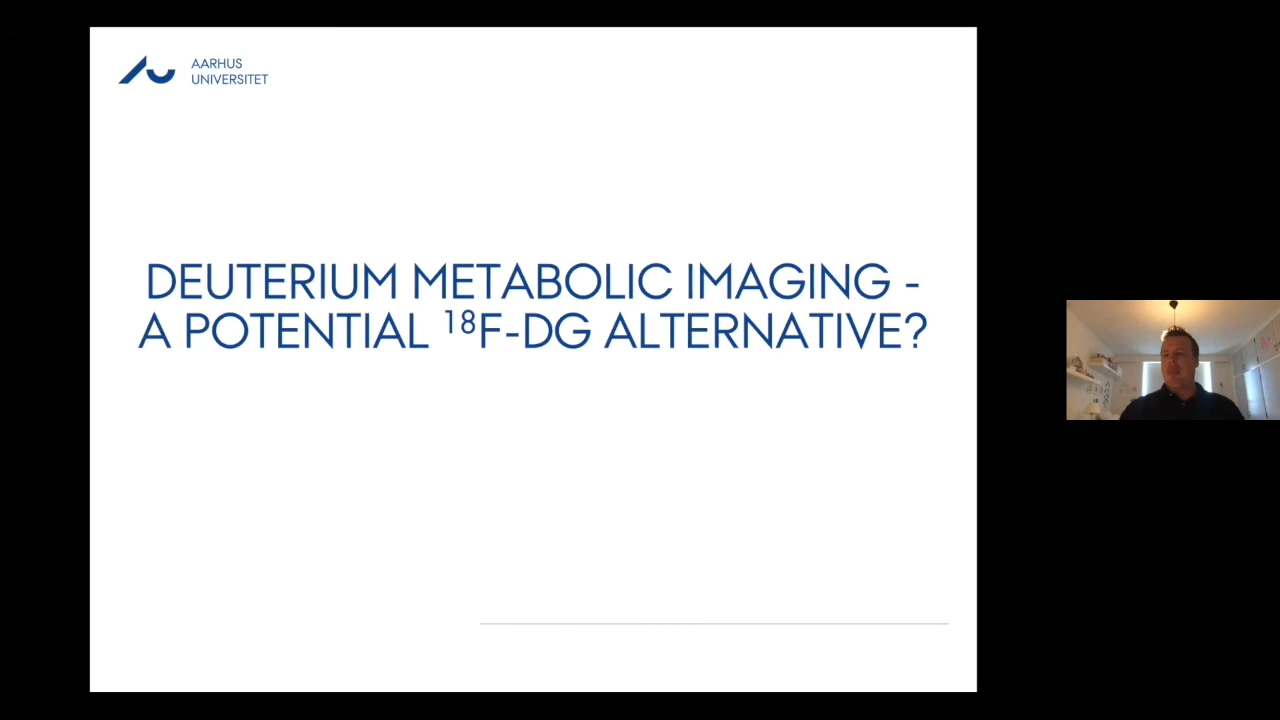 AARHUS
UNIVERSITET
DEUTERIUM METABOLIC IMAGING -
A POTENTIAL ¹⁸F-DG ALTERNATIVE?